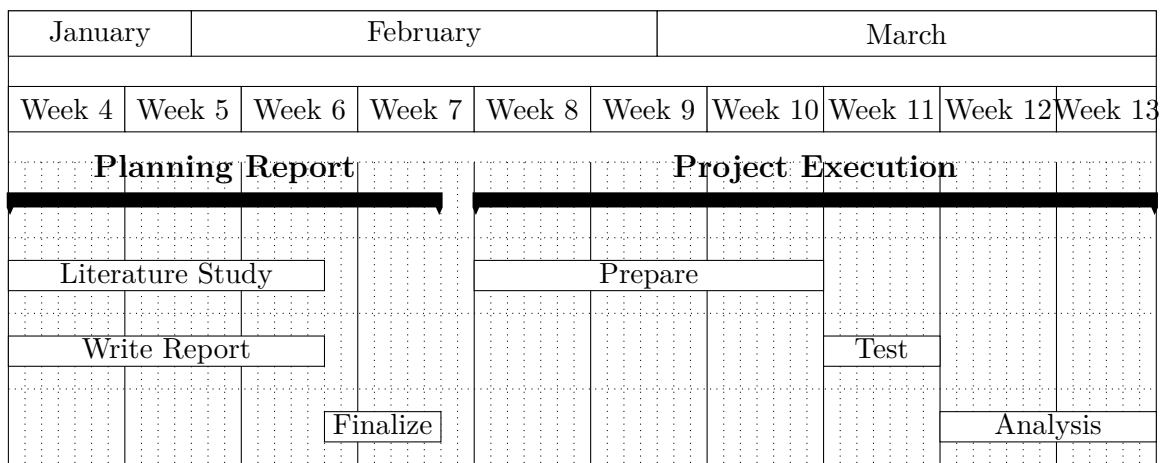 January February March
Week 4 Week 5 Week 6 Week 7 Week 8 Week 9 Week 10 Week 11 Week 12 Week 13
Planning Report Project Execution
Literature Study Prepare
Write Report Test
Finalize Analysis